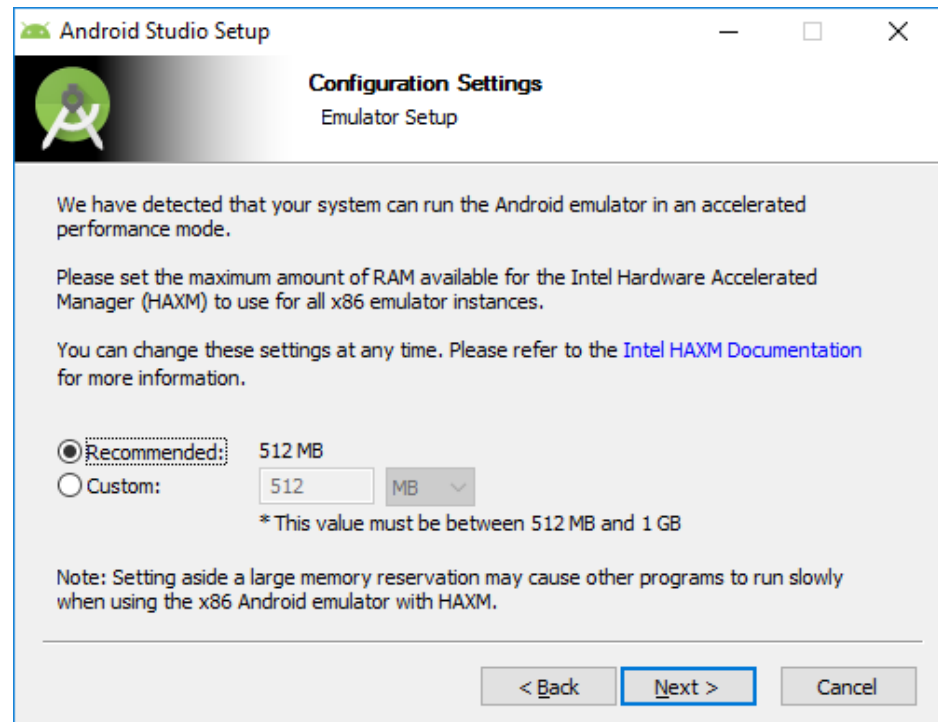 Android Studio Setup
Configuration Settings
Emulator Setup
We have detected that your system can run the Android emulator in an accelerated
performance mode.
Please set the maximum amount of RAM available for the Intel Hardware Accelerated
Manager (HAXM) to use for all x86 emulator instances.
You can change these settings at any time. Please refer to the Intel HAXM Documentation
for more information.
Recommended: 512 MB
Custom: 512 MB
* This value must be between 512 MB and 1 GB
Note: Setting aside a large memory reservation may cause other programs to run slowly
when using the x86 Android emulator with HAXM.
< Back Next > Cancel